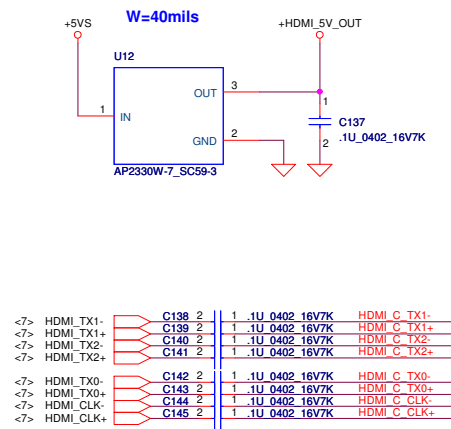 W=40mils
+5VS
+HDMI_5V_OUT
U12
OUT 3
1
1 IN
C137
GND 2
2 .1U_0402_16V7K
AP2330W-7_SC59-3
<7> HDMI_TX1- C138 2 1 .1U_0402_16V7K HDMI_C_TX1-
<7> HDMI_TX1+ C139 2 1 .1U_0402_16V7K HDMI_C_TX1+
<7> HDMI_TX2- C140 2 1 .1U_0402_16V7K HDMI_C_TX2-
<7> HDMI_TX2+ C141 2 1 .1U_0402_16V7K HDMI_C_TX2+
<7> HDMI_TX0- C142 2 1 .1U_0402_16V7K HDMI_C_TX0-
<7> HDMI_TX0+ C143 2 1 .1U_0402_16V7K HDMI_C_TX0+
<7> HDMI_CLK- C144 2 1 .1U_0402_16V7K HDMI_C_CLK-
<7> HDMI_CLK+ C145 2 1 .1U_0402_16V7K HDMI_C_CLK+